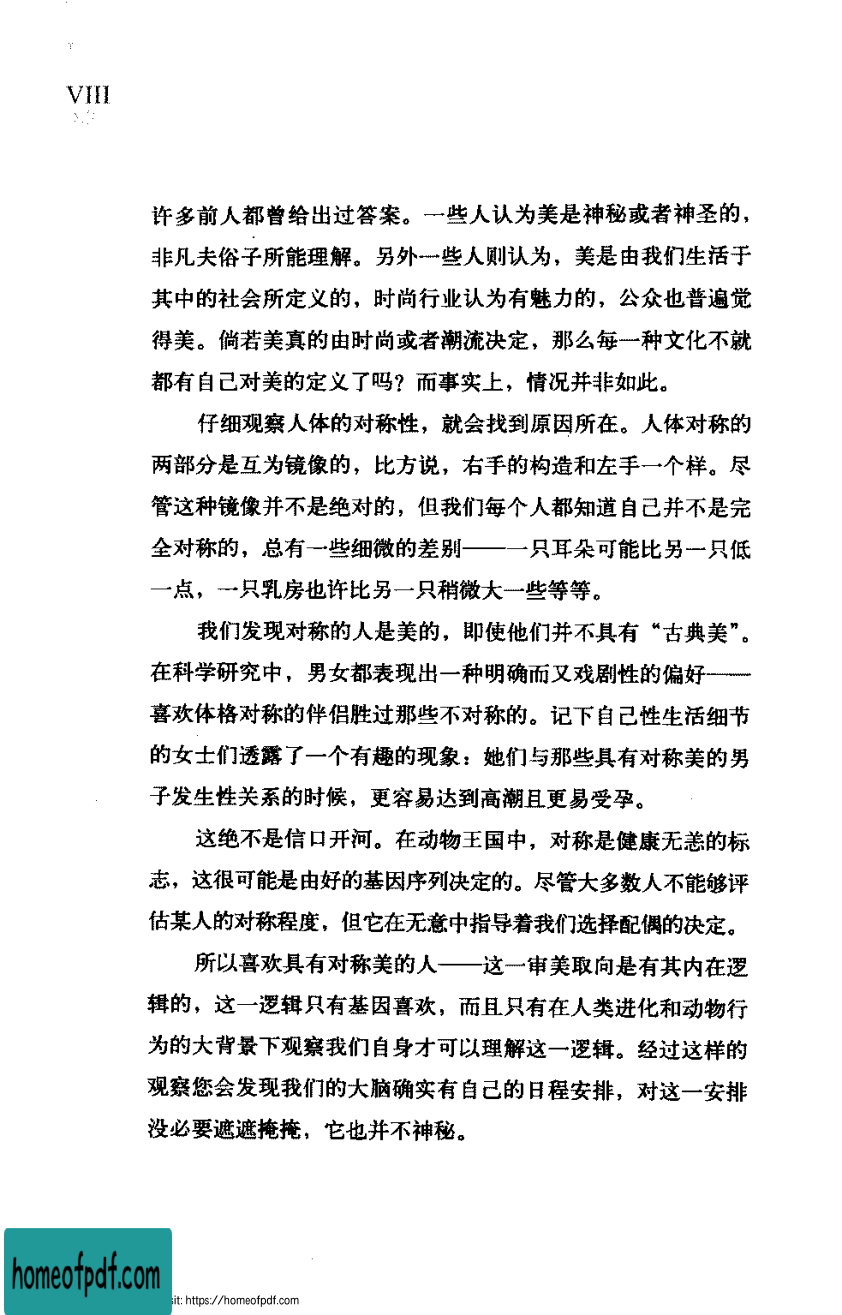 VIII
许多前人都曾给出过答案。一些人认为美是神秘或者神圣的，
非凡夫俗子所能理解。另外一些人则认为，美是由我们生活于
其中的社会所定义的，时尚行业认为有魅力的，公众也普遍觉
得美。倘若美真的由时尚或者潮流决定，那么每一种文化不就
都有自己对美的定义了吗？而事实上，情况并非如此。
仔细观察人体的对称性，就会找到原因所在。人体对称的
两部分是互为镜像的，比方说，右手的构造和左手一个样。尽
管这种镜像并不是绝对的，但我们每个人都知道自己并不是完
全对称的，总有一些细微的差别——一只耳朵可能比另一只低
一点，一只乳房也许比另一只稍微大一些等等。
我们发现对称的人是美的，即使他们并不具有“古典美”。
在科学研究中，男女都表现出一种明确而又戏剧性的偏好——
喜欢体格对称的伴侣胜过那些不对称的。记下自己性生活细节
的女士们透露了一个有趣的现象：她们与那些具有对称美的男
子发生性关系的时候，更容易达到高潮且更易受孕。
这绝不是信口开河。在动物王国中，对称是健康无恙的标
志，这很可能是由好的基因序列决定的。尽管大多数人不能够评
估某人的对称程度，但它在无意中指导着我们选择配偶的决定。
所以喜欢具有对称美的人——这一审美取向是有其内在逻
辑的，这一逻辑只有基因喜欢，而且只有在人类进化和动物行
为的大背景下观察我们自身才可以理解这一逻辑。经过这样的
观察您会发现我们的大脑确实有自己的日程安排，对这一安排
没必要遮遮掩掩，它也并不神秘。
homeofpdf.com
sit: https://homeofpdf.com